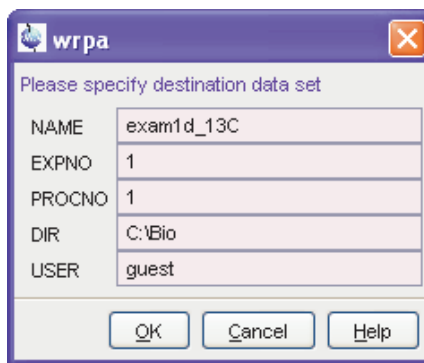 wrpa
Please specify destination data set
NAME exam1d_13C
EXPNO 1
PROCNO 1
DIR C:\Bio
USER guest
OK Cancel Help